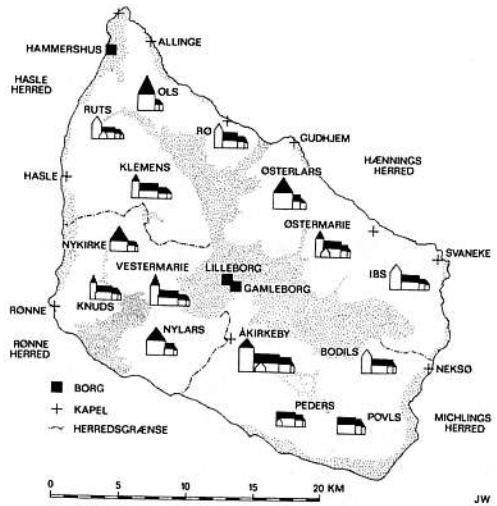 HAMMERSHUS
ALLINGE
HASLE
HERRED
OLS
RUTS
RØ
GUDHJEM
KLEMENS
HÆNNINGS
HERRED
HASLE
ØSTERLARS
ØSTERMARIE
NYKIRKE
SVANEKE
VESTERMARIE
LILLEBORG
IBS
GAMLEBORG
KNUDS
RØNNE
NYLARS
ÅKIRKEBY
RØNNE
HERRED
BODILS
NEKSØ
BORG
KAPEL
PEDERS
POVLS
MICHLINGS
HERRED
HERREDSGRÆNSE
0 5 10 15 20 KM
JW